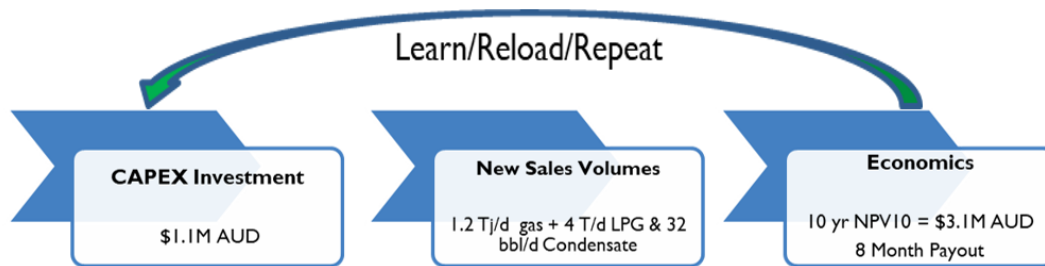 Learn/Reload/Repeat
CAPEX Investment
$1.1M AUD
New Sales Volumes
1.2 Tj/d gas + 4 T/d LPG & 32
bbl/d Condensate
Economics
10 yr NPV10 = $3.1M AUD
8 Month Payout